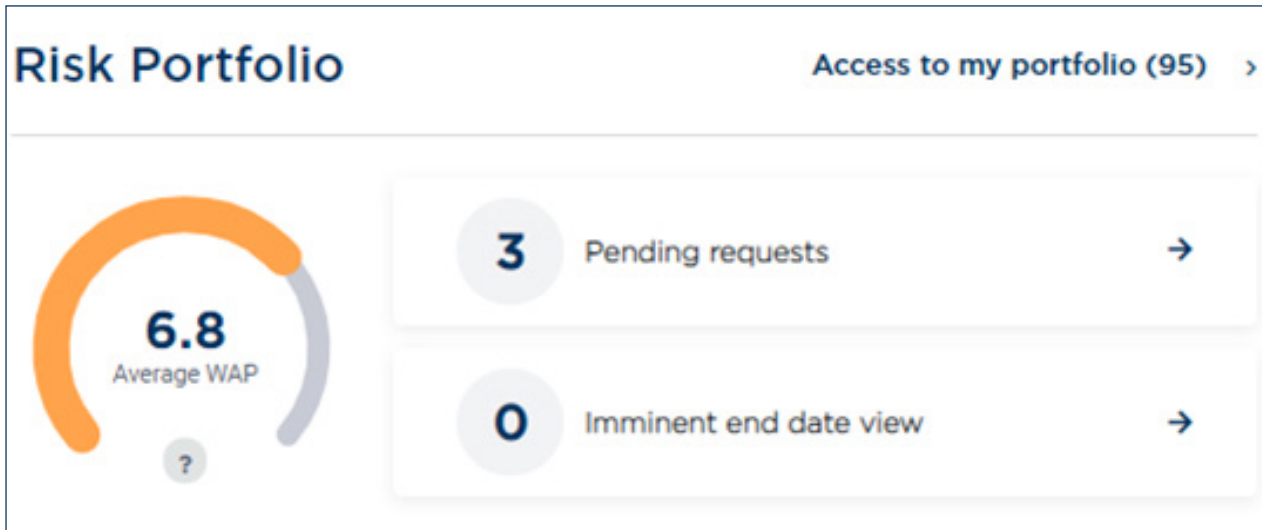 Risk Portfolio
Access to my portfolio (95) >
6.8
Average WAP
?
3 Pending requests →
0 Imminent end date view →